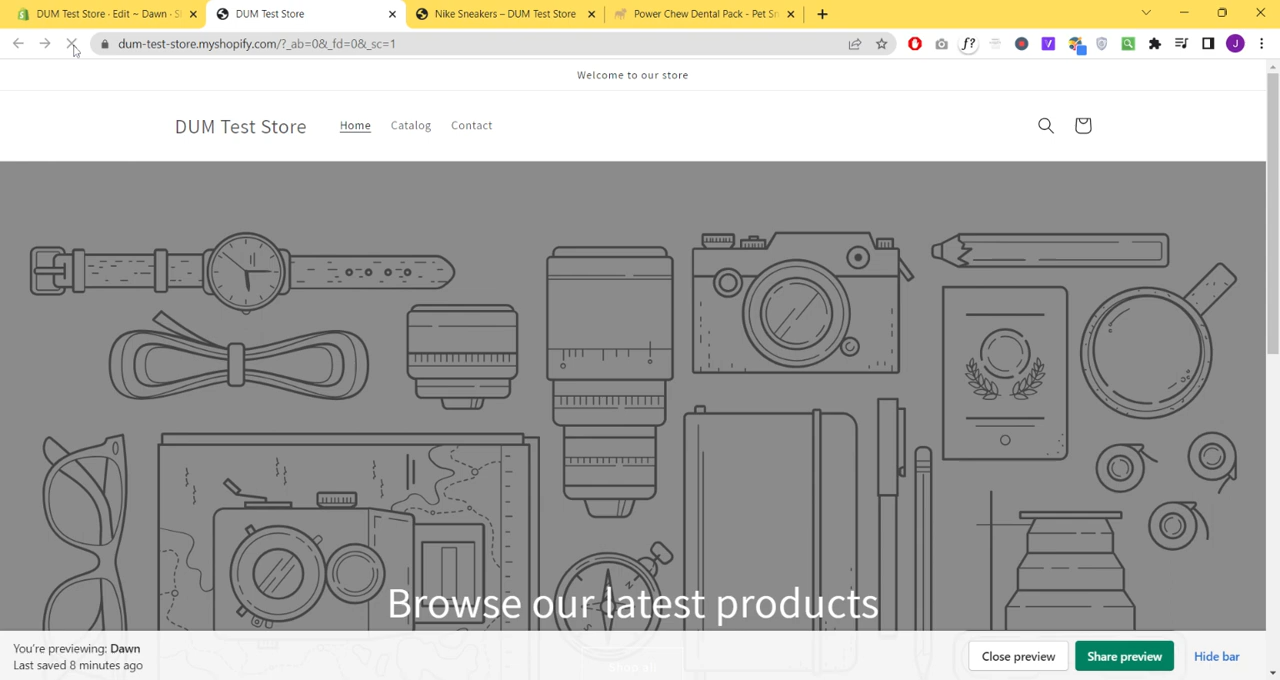 DUM Test Store · Edit ~ Dawn · S
DUM Test Store
Nike Sneakers – DUM Test Store
Power Chew Dental Pack - Pet Sn
dum-test-store.myshopify.com/?_ab=0&_fd=0&_sc=1
Welcome to our store
DUM Test Store
Home
Catalog
Contact
Browse our latest products
You're previewing: Dawn
Last saved 8 minutes ago
Close preview
Share preview
Hide bar